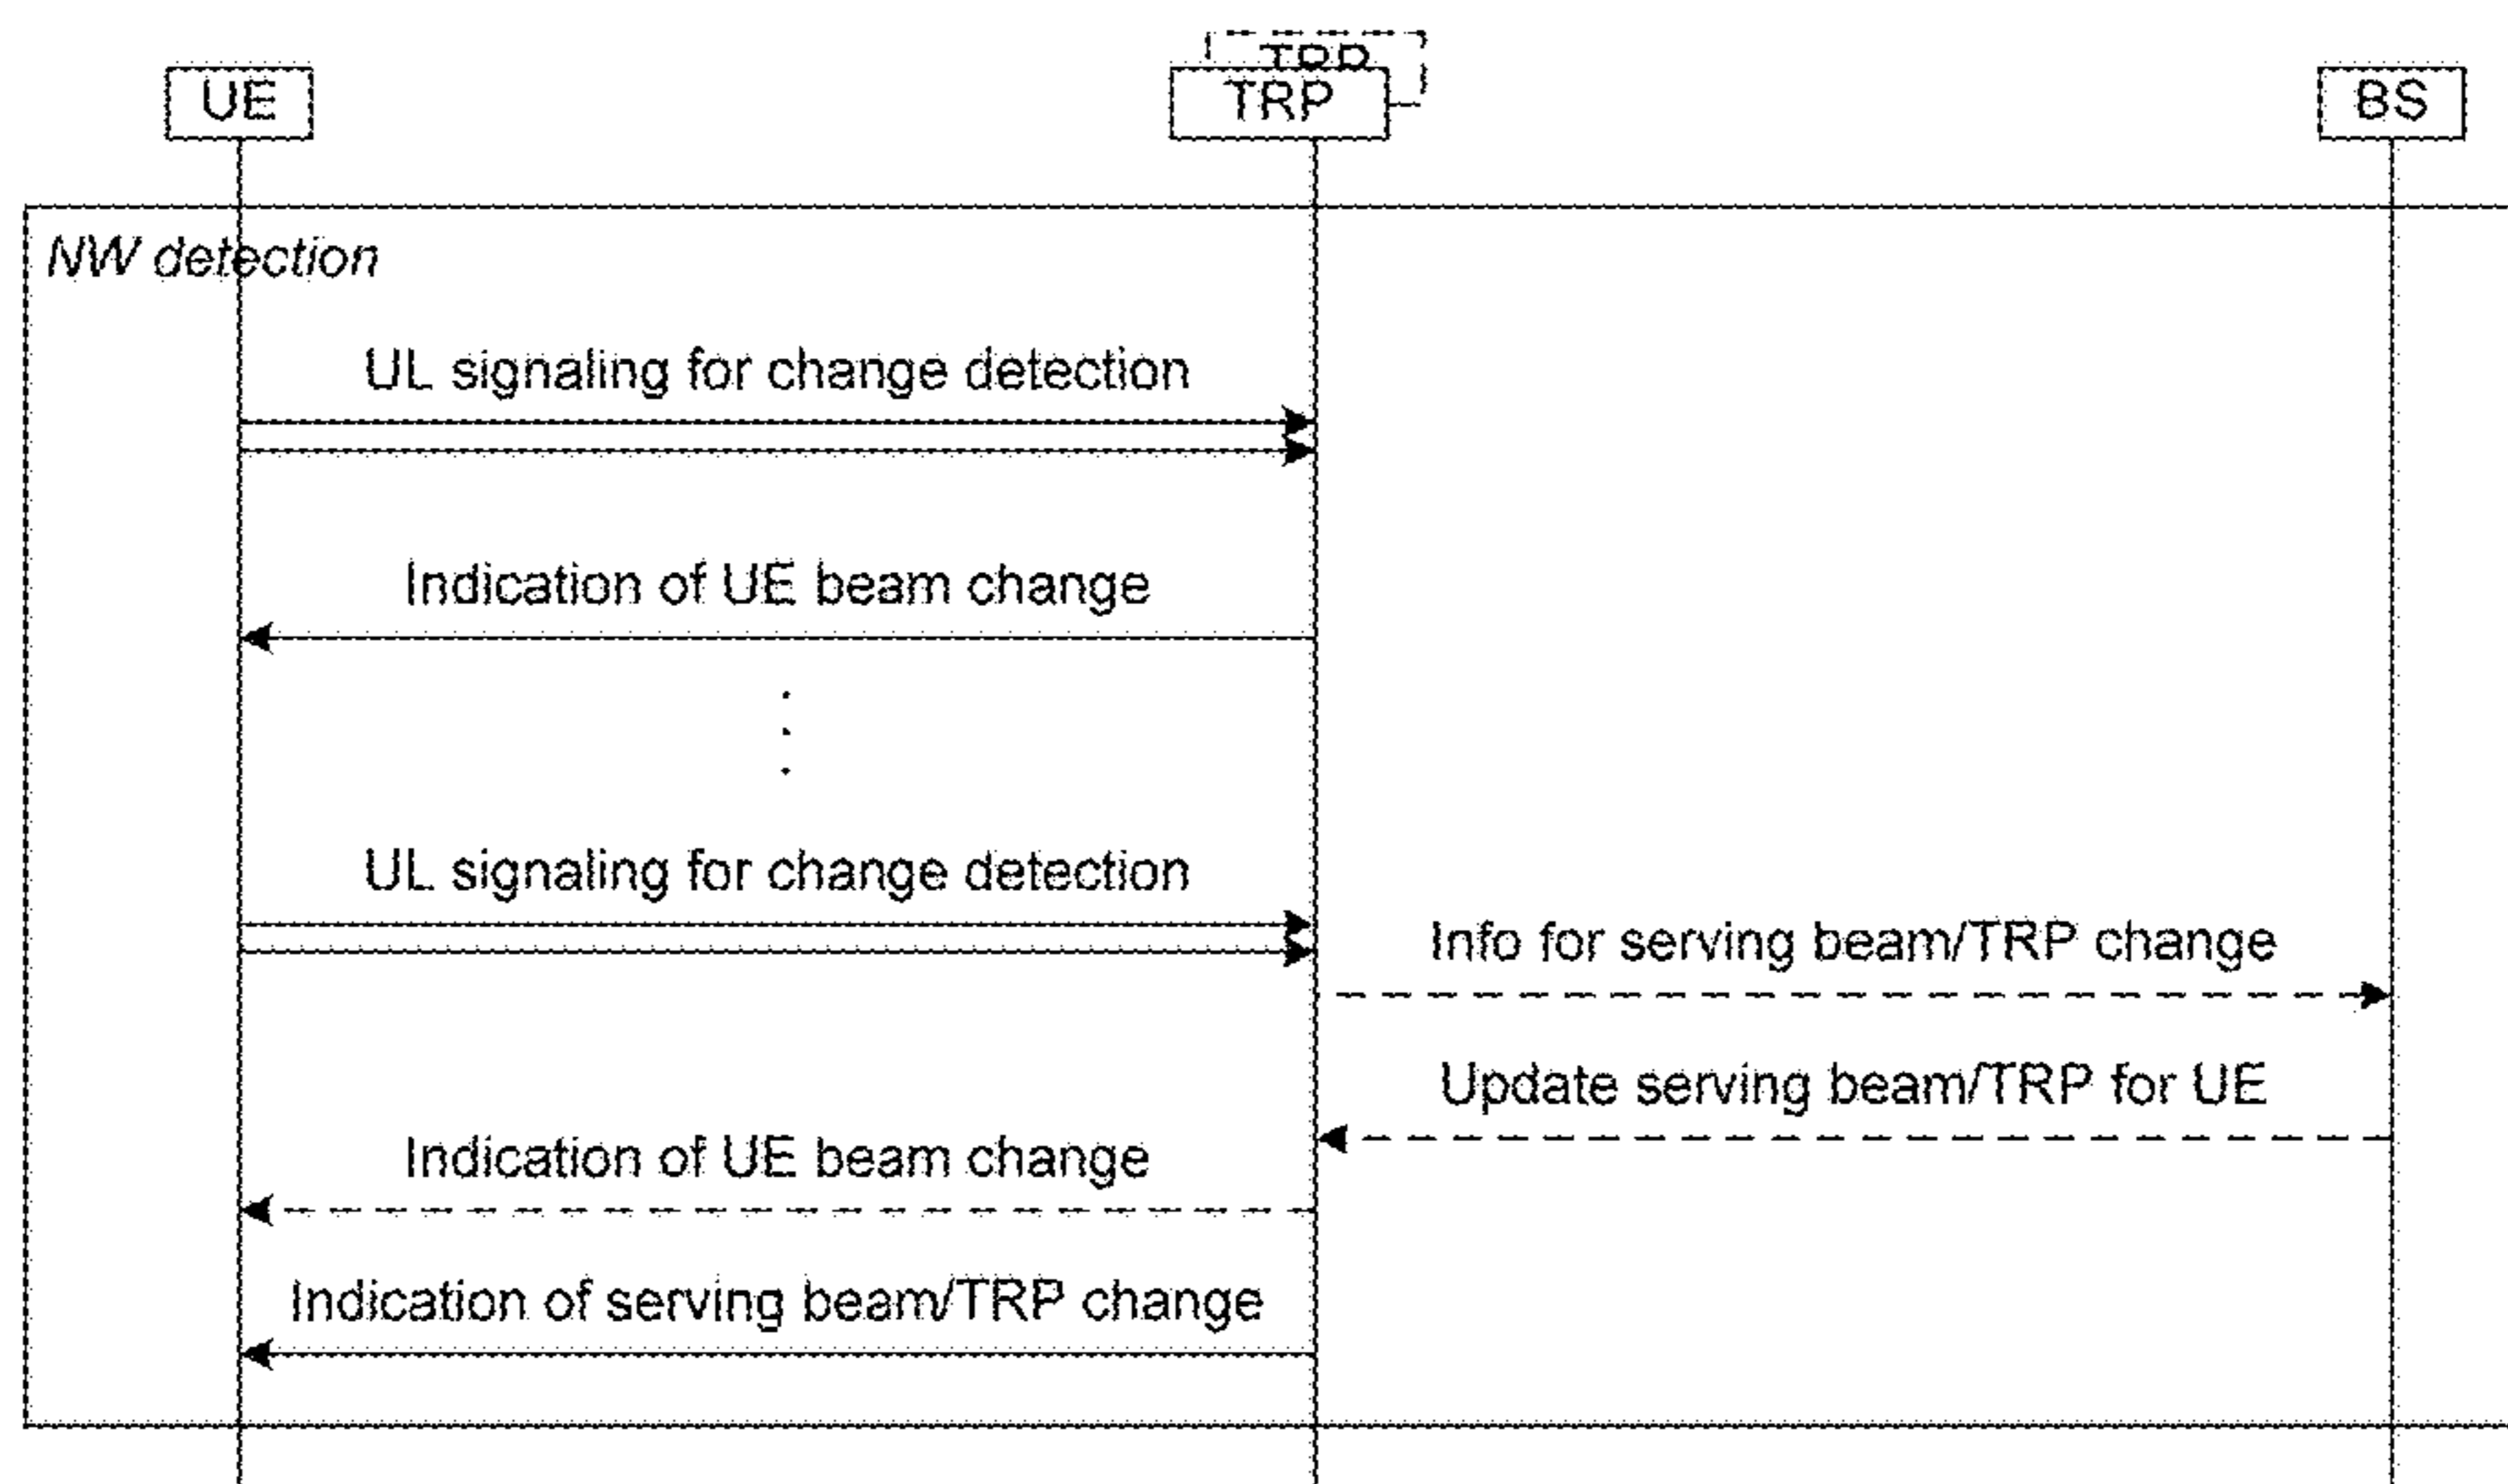 TRP
UE
TRP
BS
NW detection
UL signaling for change detection
Indication of UE beam change
UL signaling for change detection
Info for serving beam/TRP change
Update serving beam/TRP for UE
Indication of UE beam change
Indication of serving beam/TRP change